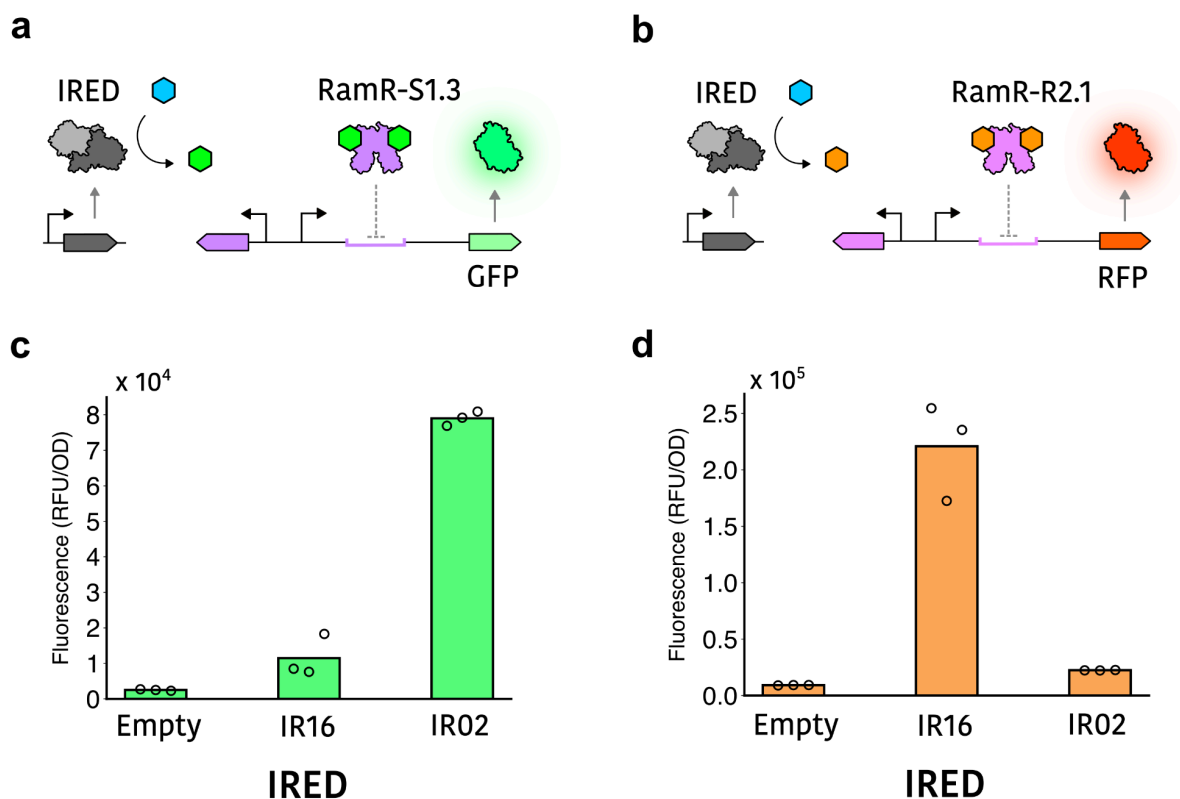 a
IRED
RamR-S1.3
GFP
b
IRED
RamR-R2.1
RFP
c
x 10⁴
Fluorescence (RFU/OD)
8
7
6
5
4
3
2
1
0
Empty IR16 IR02
IRED
d
x 10⁵
Fluorescence (RFU/OD)
2.5
2.0
1.5
1.0
0.5
0.0
Empty IR16 IR02
IRED